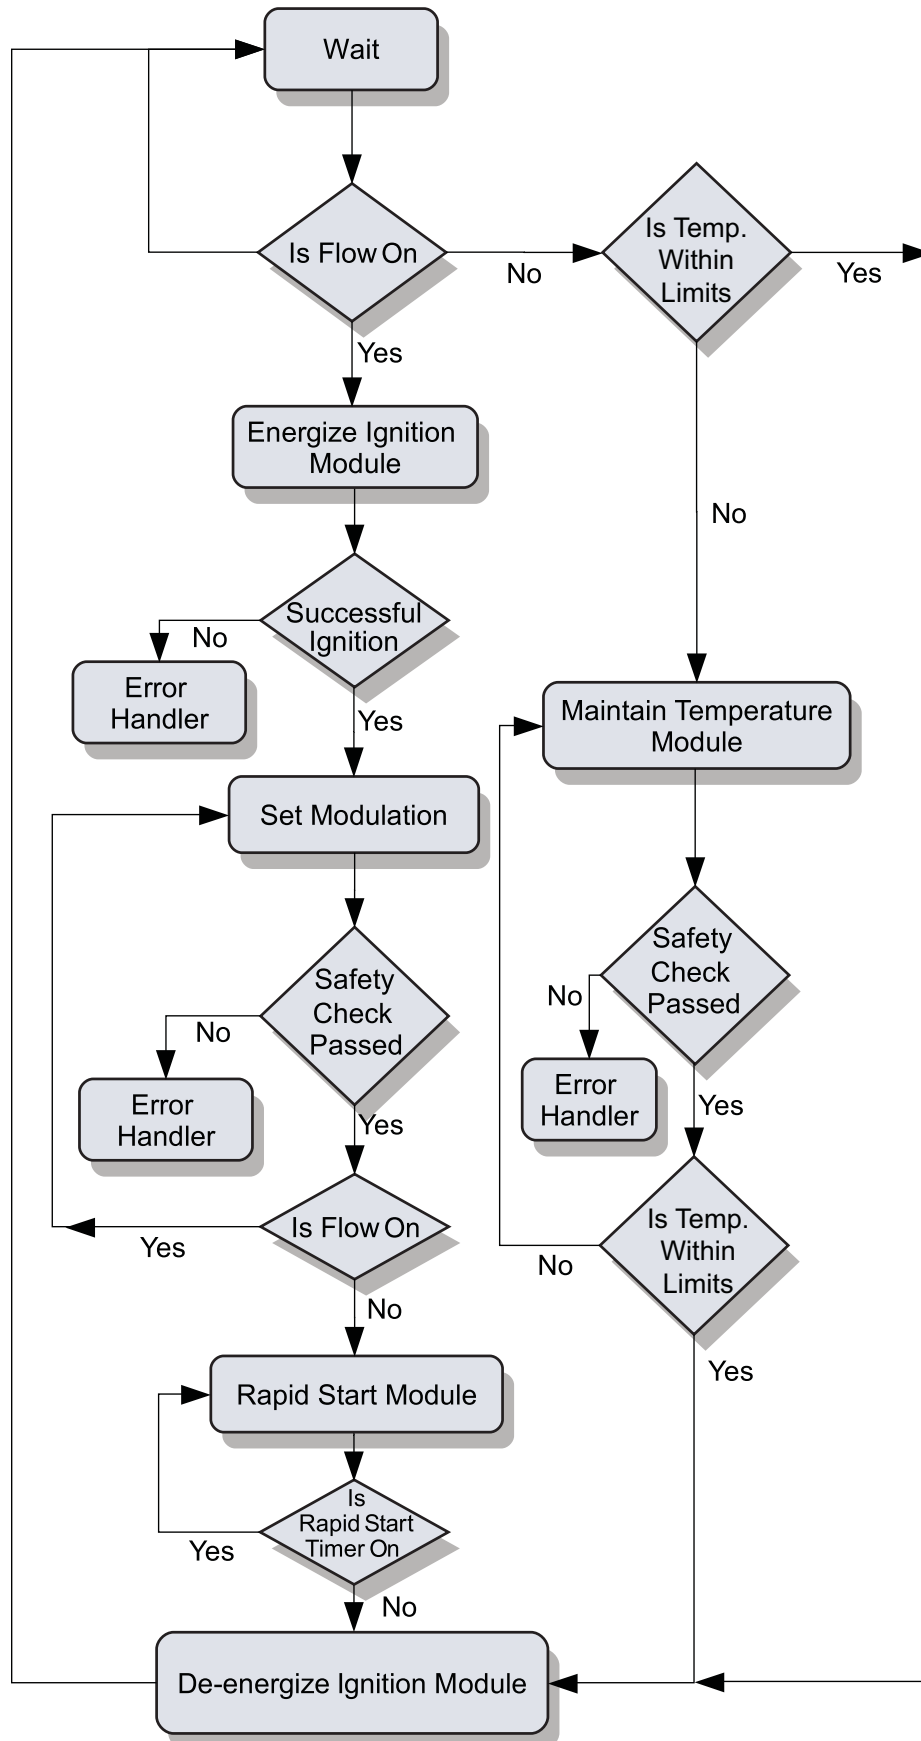 Wait
Is Flow On
No
Is Temp.
Within
Limits
Yes
Yes
Energize Ignition
Module
No
Successful
Ignition
No
Error
Handler
Yes
Maintain Temperature
Module
Set Modulation
Safety
Check
Passed
No
Error
Handler
Yes
Safety
Check
Passed
No
Error
Handler
Yes
Is Flow On
Yes
No
Is Temp.
Within
Limits
No
Yes
Rapid Start Module
Is
Rapid Start
Timer On
Yes
No
De-energize Ignition Module